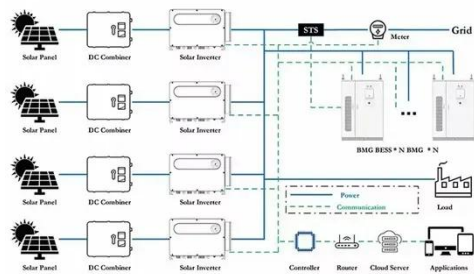 STS
Meter
Grid
Solar Panel DC Combiner Solar Inverter
Solar Panel DC Combiner Solar Inverter
BMG BESS * N BMG * N
Solar Panel DC Combiner Solar Inverter
Power
Communication
Load
Solar Panel DC Combiner Solar Inverter
Controller Router Cloud Server Application